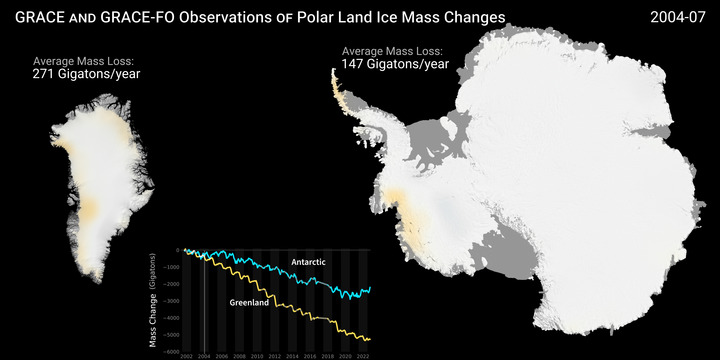 GRACE AND GRACE-FO Observations OF Polar Land Ice Mass Changes
2004-07
Average Mass Loss:
271 Gigatons/year
Average Mass Loss:
147 Gigatons/year
Antarctic
Greenland
Mass Change (Gigatons)
0
−1000
−2000
−3000
−4000
−5000
−6000
2002 2004 2006 2008 2010 2012 2014 2016 2018 2020 2022